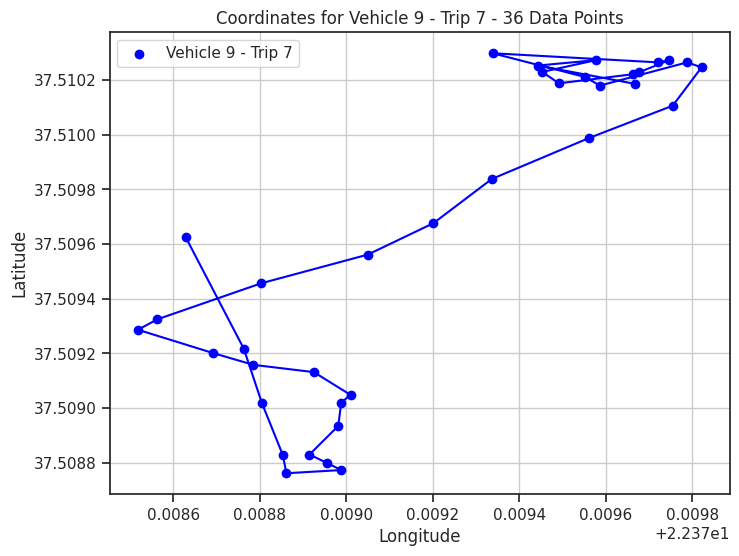 Coordinates for Vehicle 9 - Trip 7 - 36 Data Points
Vehicle 9 - Trip 7
37.5102
37.5100
37.5098
37.5096
37.5094
37.5092
37.5090
37.5088
Latitude
0.0086 0.0088 0.0090 0.0092 0.0094 0.0096 0.0098
+2.237e1
Longitude